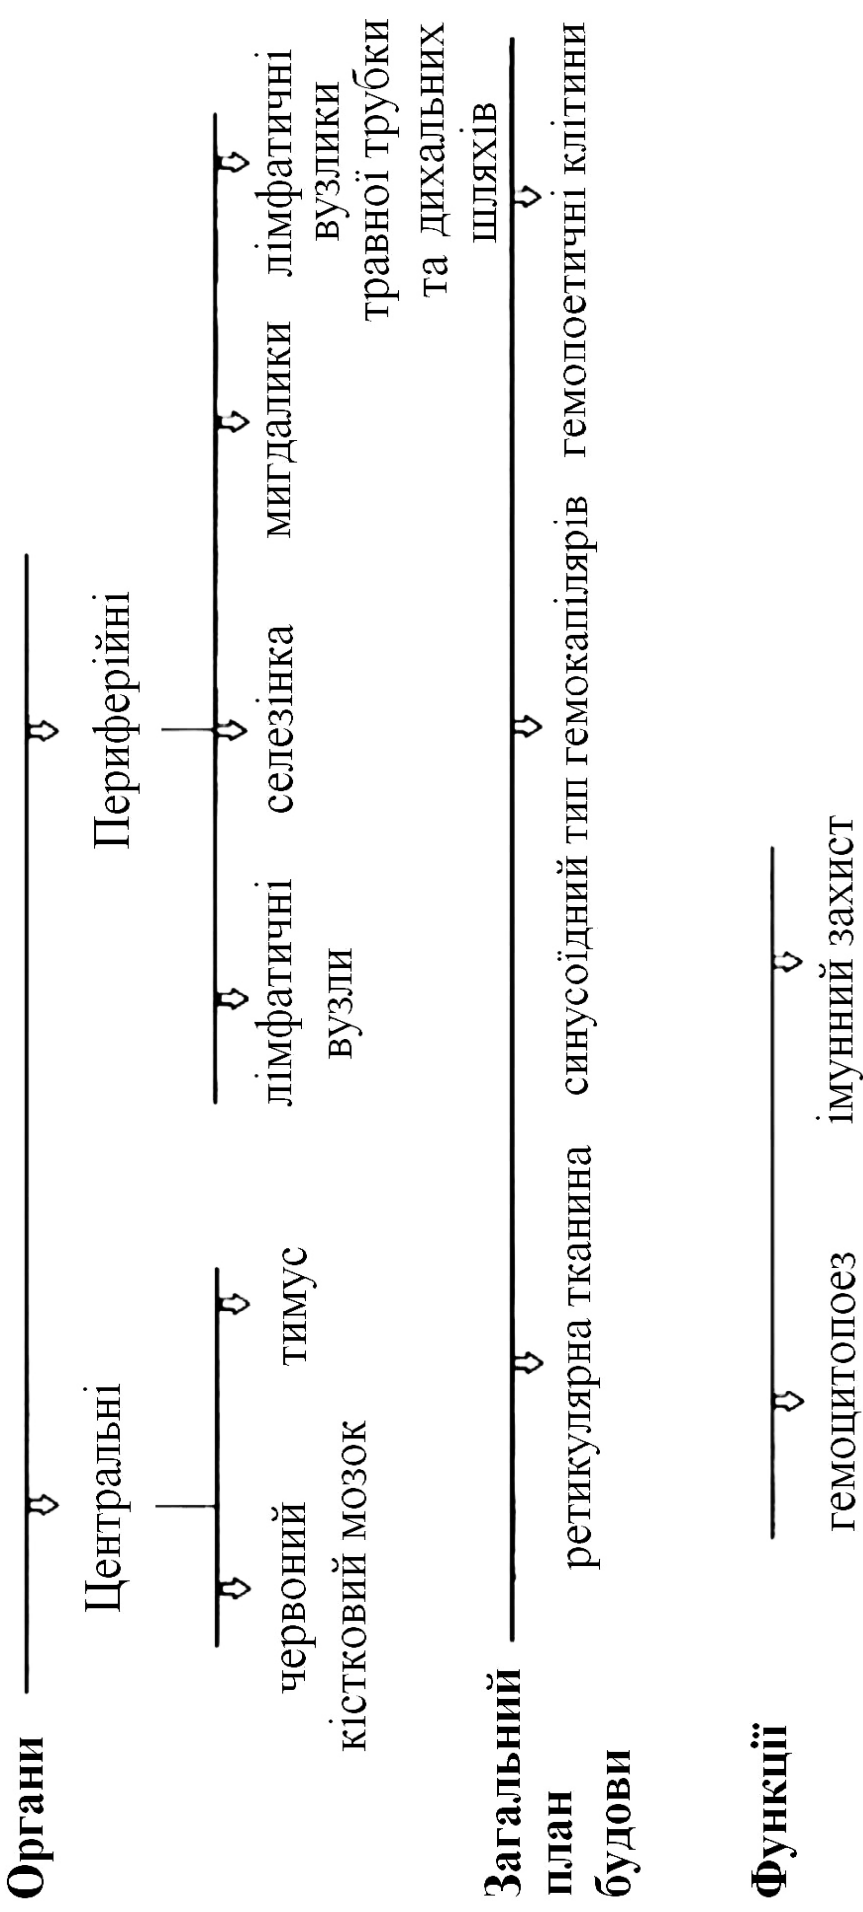 Органи
Центральні
Периферійні
червоний
кістковий мозок
тимус
лімфатичні
вузли
селезінка
мигдалики
лімфатичні
вузлики
травної трубки
та дихальних
шляхів
Загальний
план
будови
ретикулярна тканина
синусоїдний тип гемокапілярів
гемопоетичні клітини
Функції
гемоцитопоез
імунний захист